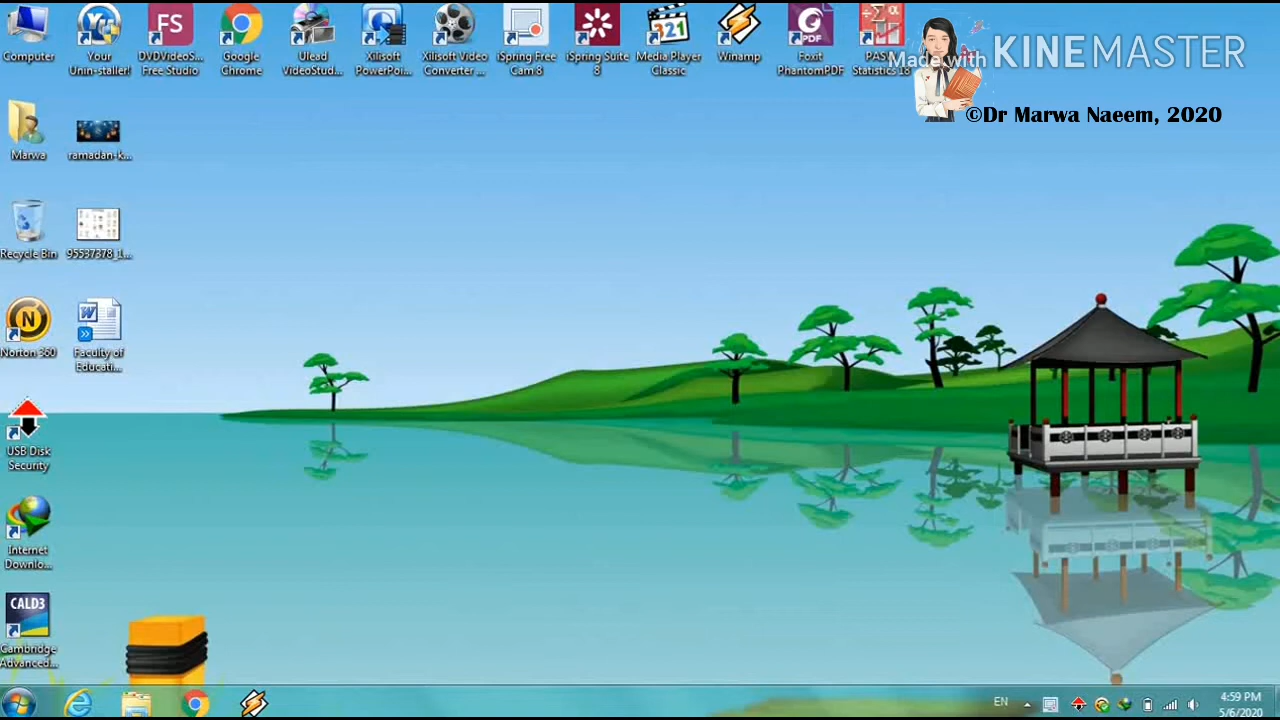 Computer
Your
Unin-staller!
FS
DVDVideoS...
Free Studio
Google
Chrome
Ulead
VideoStud...
Xilisoft
PowerPoi...
Xilisoft Video
Converter ...
iSpring Free
Cam 8
iSpring Suite
8
321
Media Player
Classic
Winamp
PDF
Foxit
PhantomPDF
Statistics 18
Made with KINEMASTER
©Dr Marwa Naeem, 2020
Marwa
ramadan-k...
Recycle Bin
95537378_1...
N
Norton 360
W
Faculty of
Educati...
USB Disk
Security
Internet
Downlo...
CALD3
Cambridge
Advanced...
EN
4:59 PM
5/6/2020